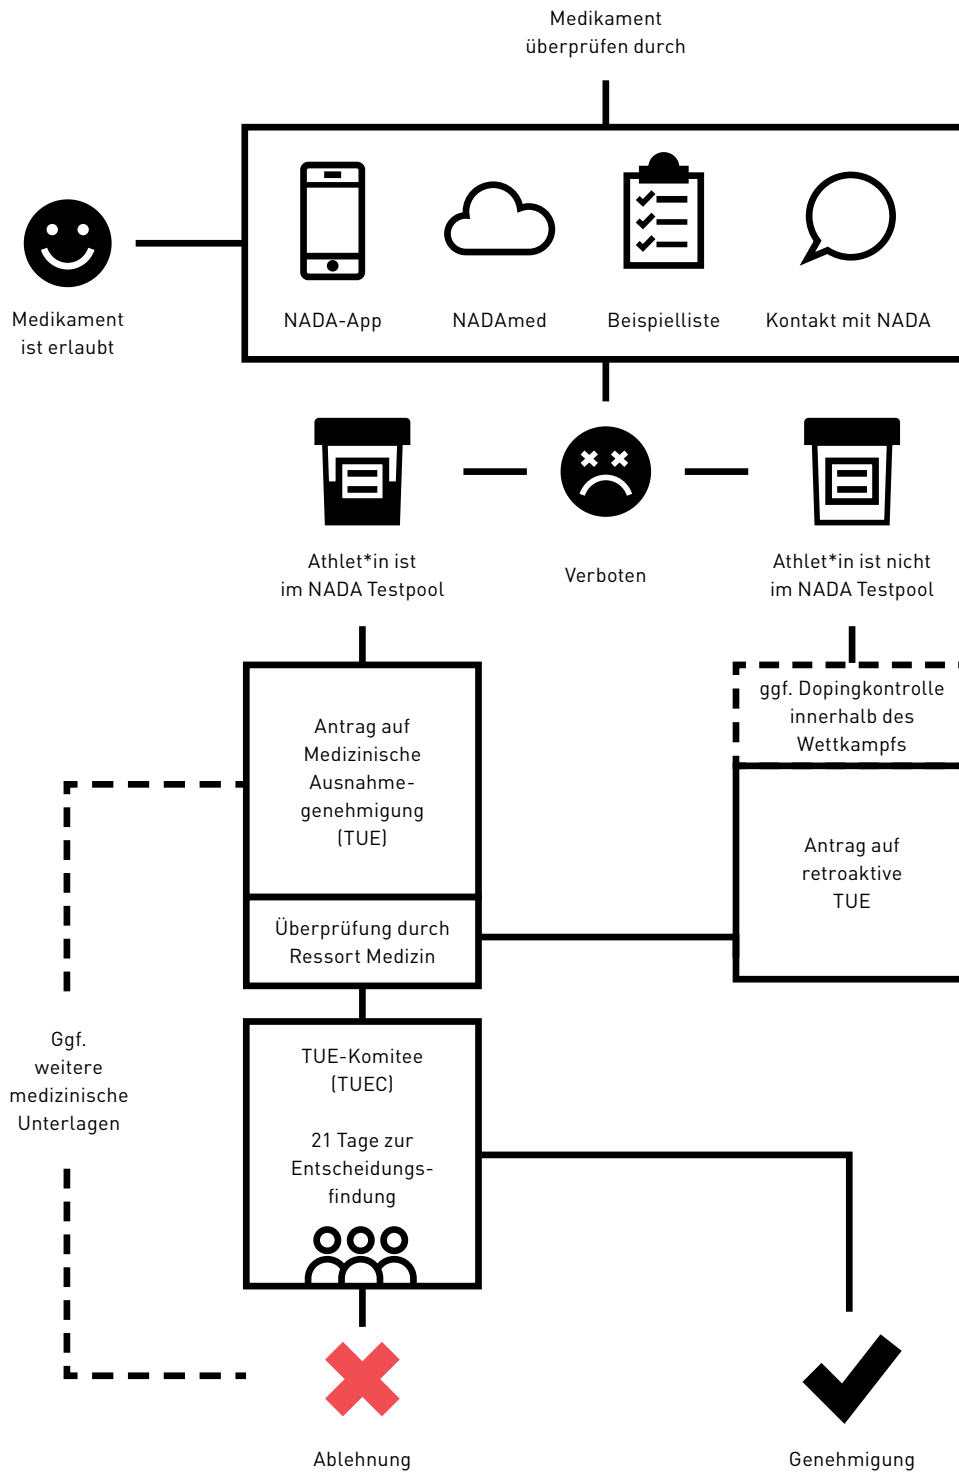 Medikament
überprüfen durch
NADA-App
NADAmed
Beispielliste
Kontakt mit NADA
Medikament
ist erlaubt
Athlet*in ist
im NADA Testpool
Verboten
Athlet*in ist nicht
im NADA Testpool
Antrag auf
Medizinische
Ausnahme-
genehmigung
(TUE)
ggf. Dopingkontrolle
innerhalb des
Wettkampfs
Antrag auf
retroaktive
TUE
Überprüfung durch
Ressort Medizin
Ggf.
weitere
medizinische
Unterlagen
TUE-Komitee
(TUEC)
21 Tage zur
Entscheidungs-
findung
Ablehnung
Genehmigung